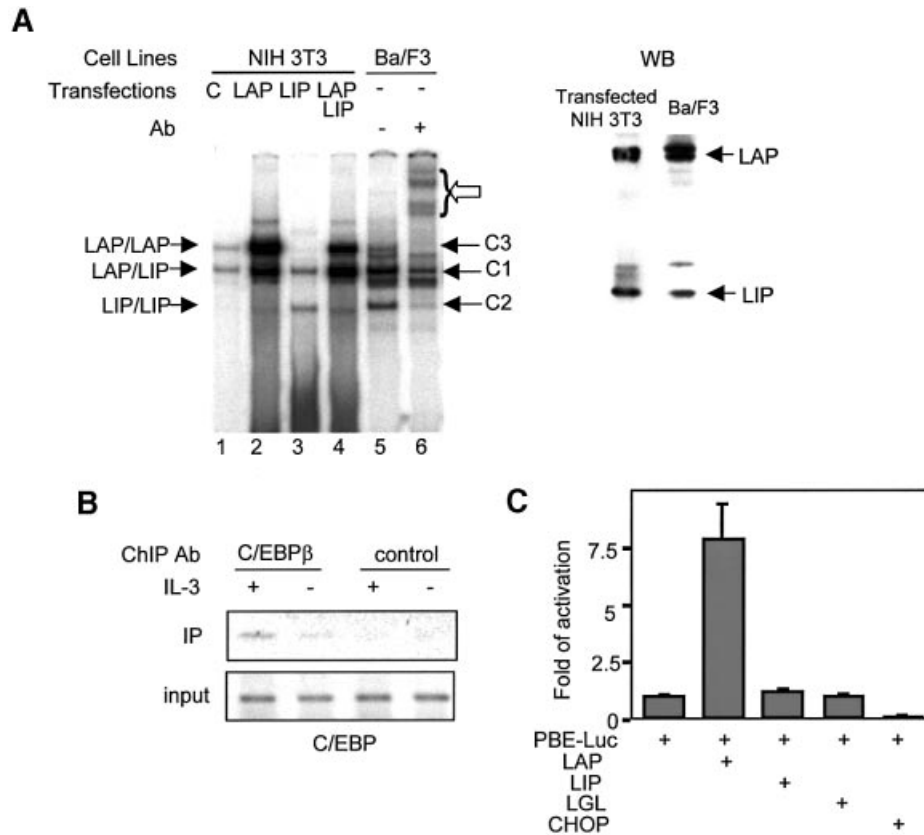 A
Cell Lines NIH 3T3 Ba/F3
Transfections C LAP LIP LAP LIP - -
Ab - +
LAP/LAP
LAP/LIP
LIP/LIP
C3
C1
C2
1 2 3 4 5 6
WB
Transfected NIH 3T3 Ba/F3
LAP
LIP
B
ChIP Ab C/EBPβ control
IL-3 + - + -
IP
input
C/EBP
C
Fold of activation
7.5
5
2.5
0
PBE-Luc + + + + +
LAP +
LIP +
LGL +
CHOP +